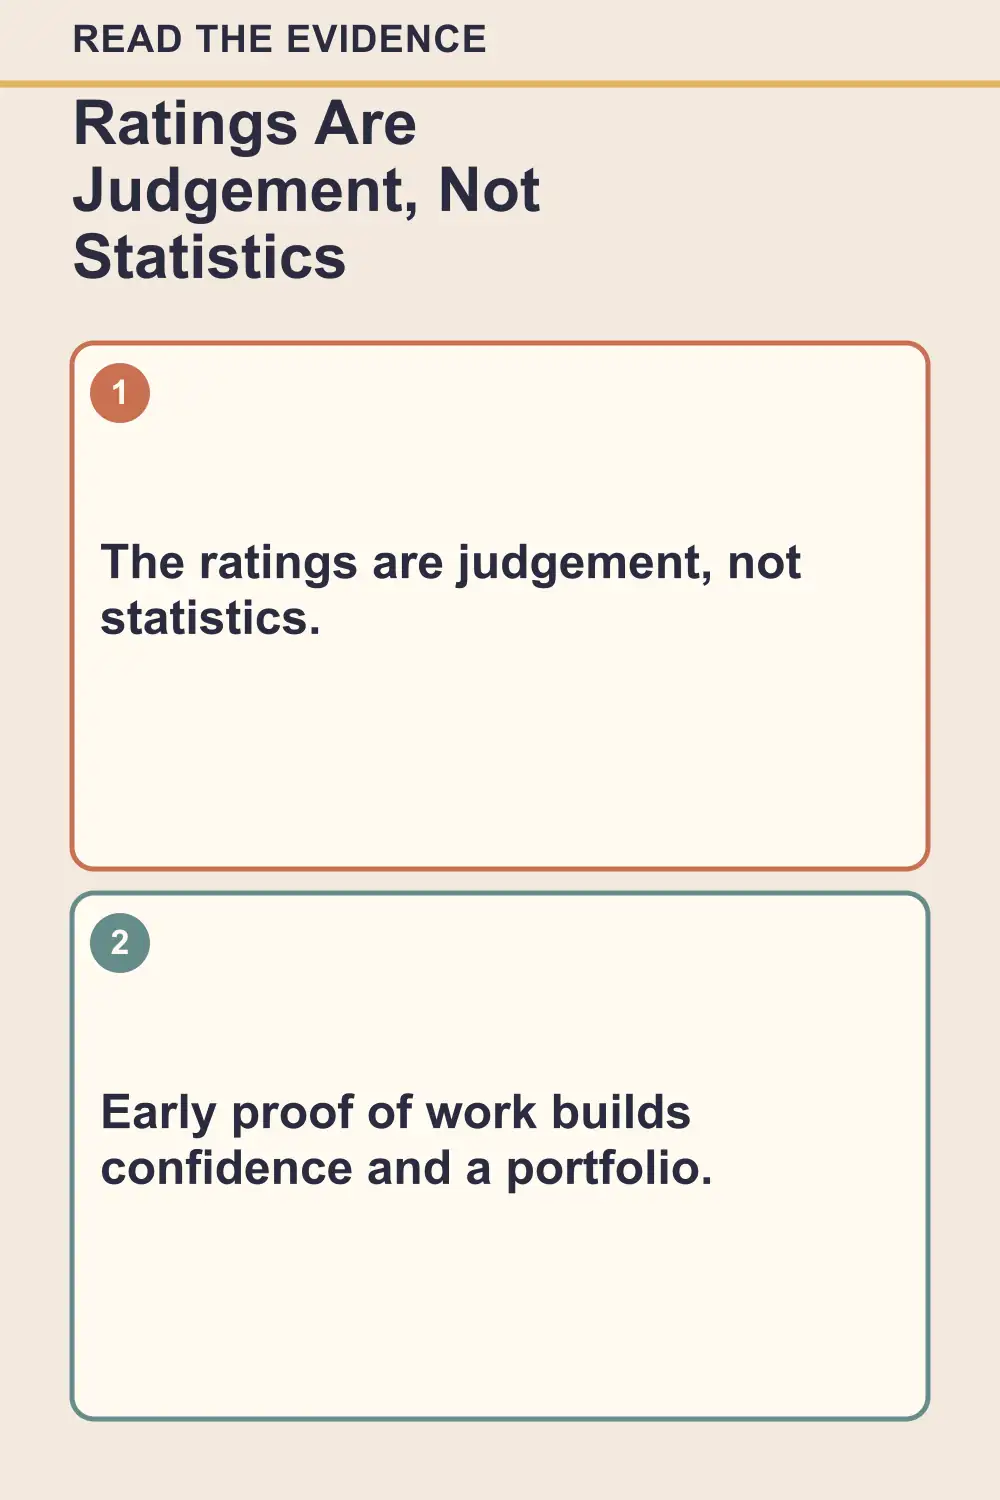 READ THE EVIDENCE
Ratings Are
Judgement, Not
Statistics
1
The ratings are judgement, not
statistics.
2
Early proof of work builds
confidence and a portfolio.